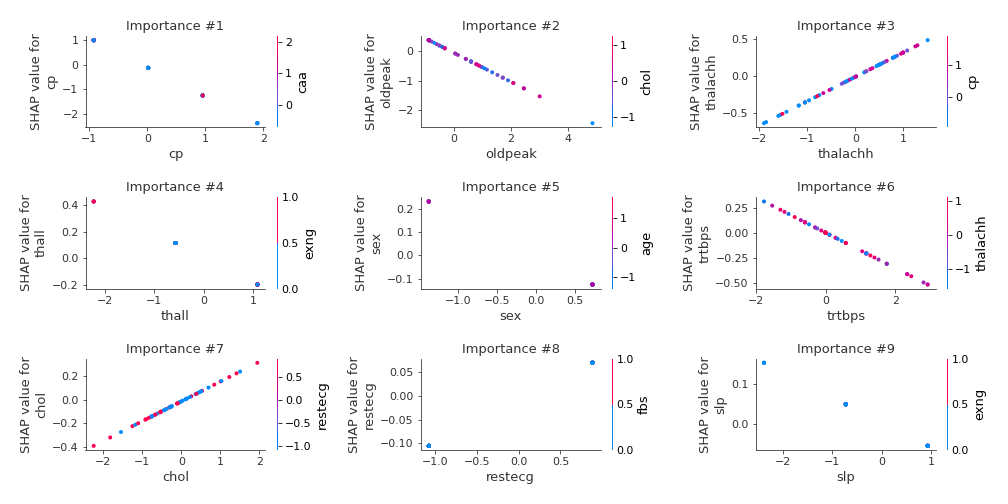 Importance #1
SHAP value for
cp
1
0
−1
−2
−1
0
1
2
cp
2
1
0
caa
Importance #2
SHAP value for
oldpeak
0
−1
−2
0
2
4
oldpeak
1
0
−1
chol
Importance #3
SHAP value for
thalachh
0.5
0.0
−0.5
−2
−1
0
1
thalachh
1
0
cp
Importance #4
SHAP value for
thall
0.4
0.2
0.0
−0.2
−2
−1
0
1
thall
1.0
0.5
0.0
exng
Importance #5
SHAP value for
sex
0.2
0.1
0.0
−0.1
−1.0
−0.5
0.0
0.5
sex
1
0
−1
age
Importance #6
SHAP value for
trtbps
0.25
0.00
−0.25
−0.50
−2
0
2
trtbps
1
0
−1
thalachh
Importance #7
SHAP value for
chol
0.2
0.0
−0.2
−0.4
−2
−1
0
1
2
chol
0.5
0.0
−0.5
−1.0
restecg
Importance #8
SHAP value for
restecg
0.05
0.00
−0.05
−0.10
−1.0
−0.5
0.0
0.5
restecg
1.0
0.5
0.0
fbs
Importance #9
SHAP value for
slp
0.1
0.0
−2
−1
0
1
slp
1.0
0.5
0.0
exng